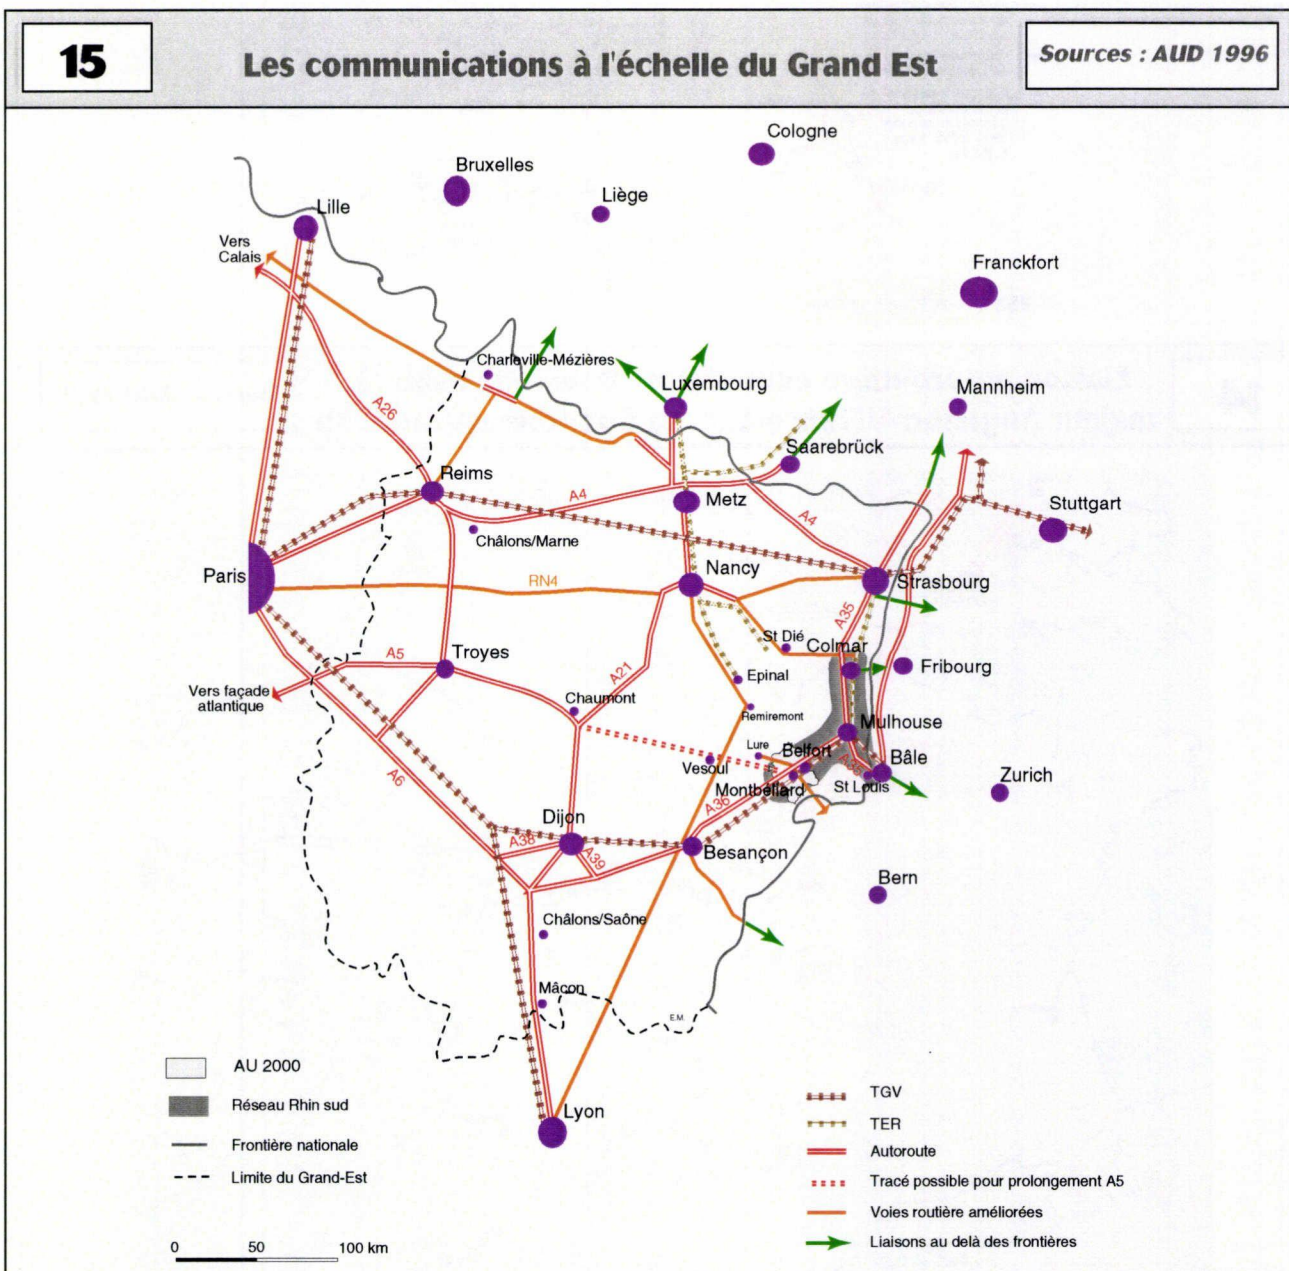 15
Les communications à l'échelle du Grand Est
Sources : AUD 1996
Cologne
Bruxelles
Liège
Lille
Vers
Calais
Franckfort
Charleville-Mézières
Luxembourg
Mannheim
A26
Saarebrück
Reims
A4
Metz
A4
Stuttgart
Châlons/Marne
Paris
Nancy
RN4
Strasbourg
A35
St Dié
Colmar
Troyes
A5
Fribourg
A21
Epinal
Vers façade
atlantique
Chaumont
Remiremont
Mulhouse
Lure
Belfort
Vesoul
Bâle
A35
Montbéliard
St Louis
Zurich
A6
A36
Dijon
A38
A39
Besançon
Bern
Châlons/Saône
Mâcon
E.M.
Lyon
AU 2000
Réseau Rhin sud
Frontière nationale
Limite du Grand-Est
0 50 100 km
TGV
TER
Autoroute
Tracé possible pour prolongement A5
Voies routière améliorées
Liaisons au delà des frontières